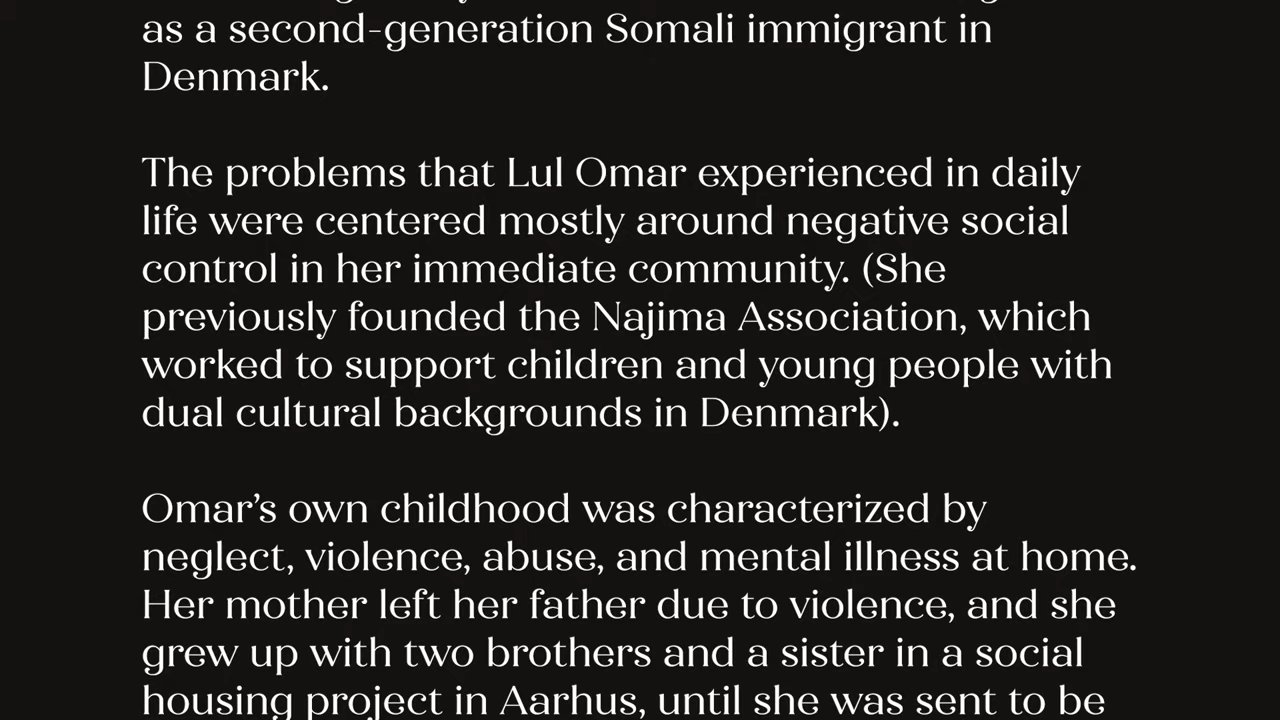 as a second-generation Somali immigrant in
Denmark.
The problems that Lul Omar experienced in daily
life were centered mostly around negative social
control in her immediate community. (She
previously founded the Najima Association, which
worked to support children and young people with
dual cultural backgrounds in Denmark).
Omar’s own childhood was characterized by
neglect, violence, abuse, and mental illness at home.
Her mother left her father due to violence, and she
grew up with two brothers and a sister in a social
housing project in Aarhus, until she was sent to be